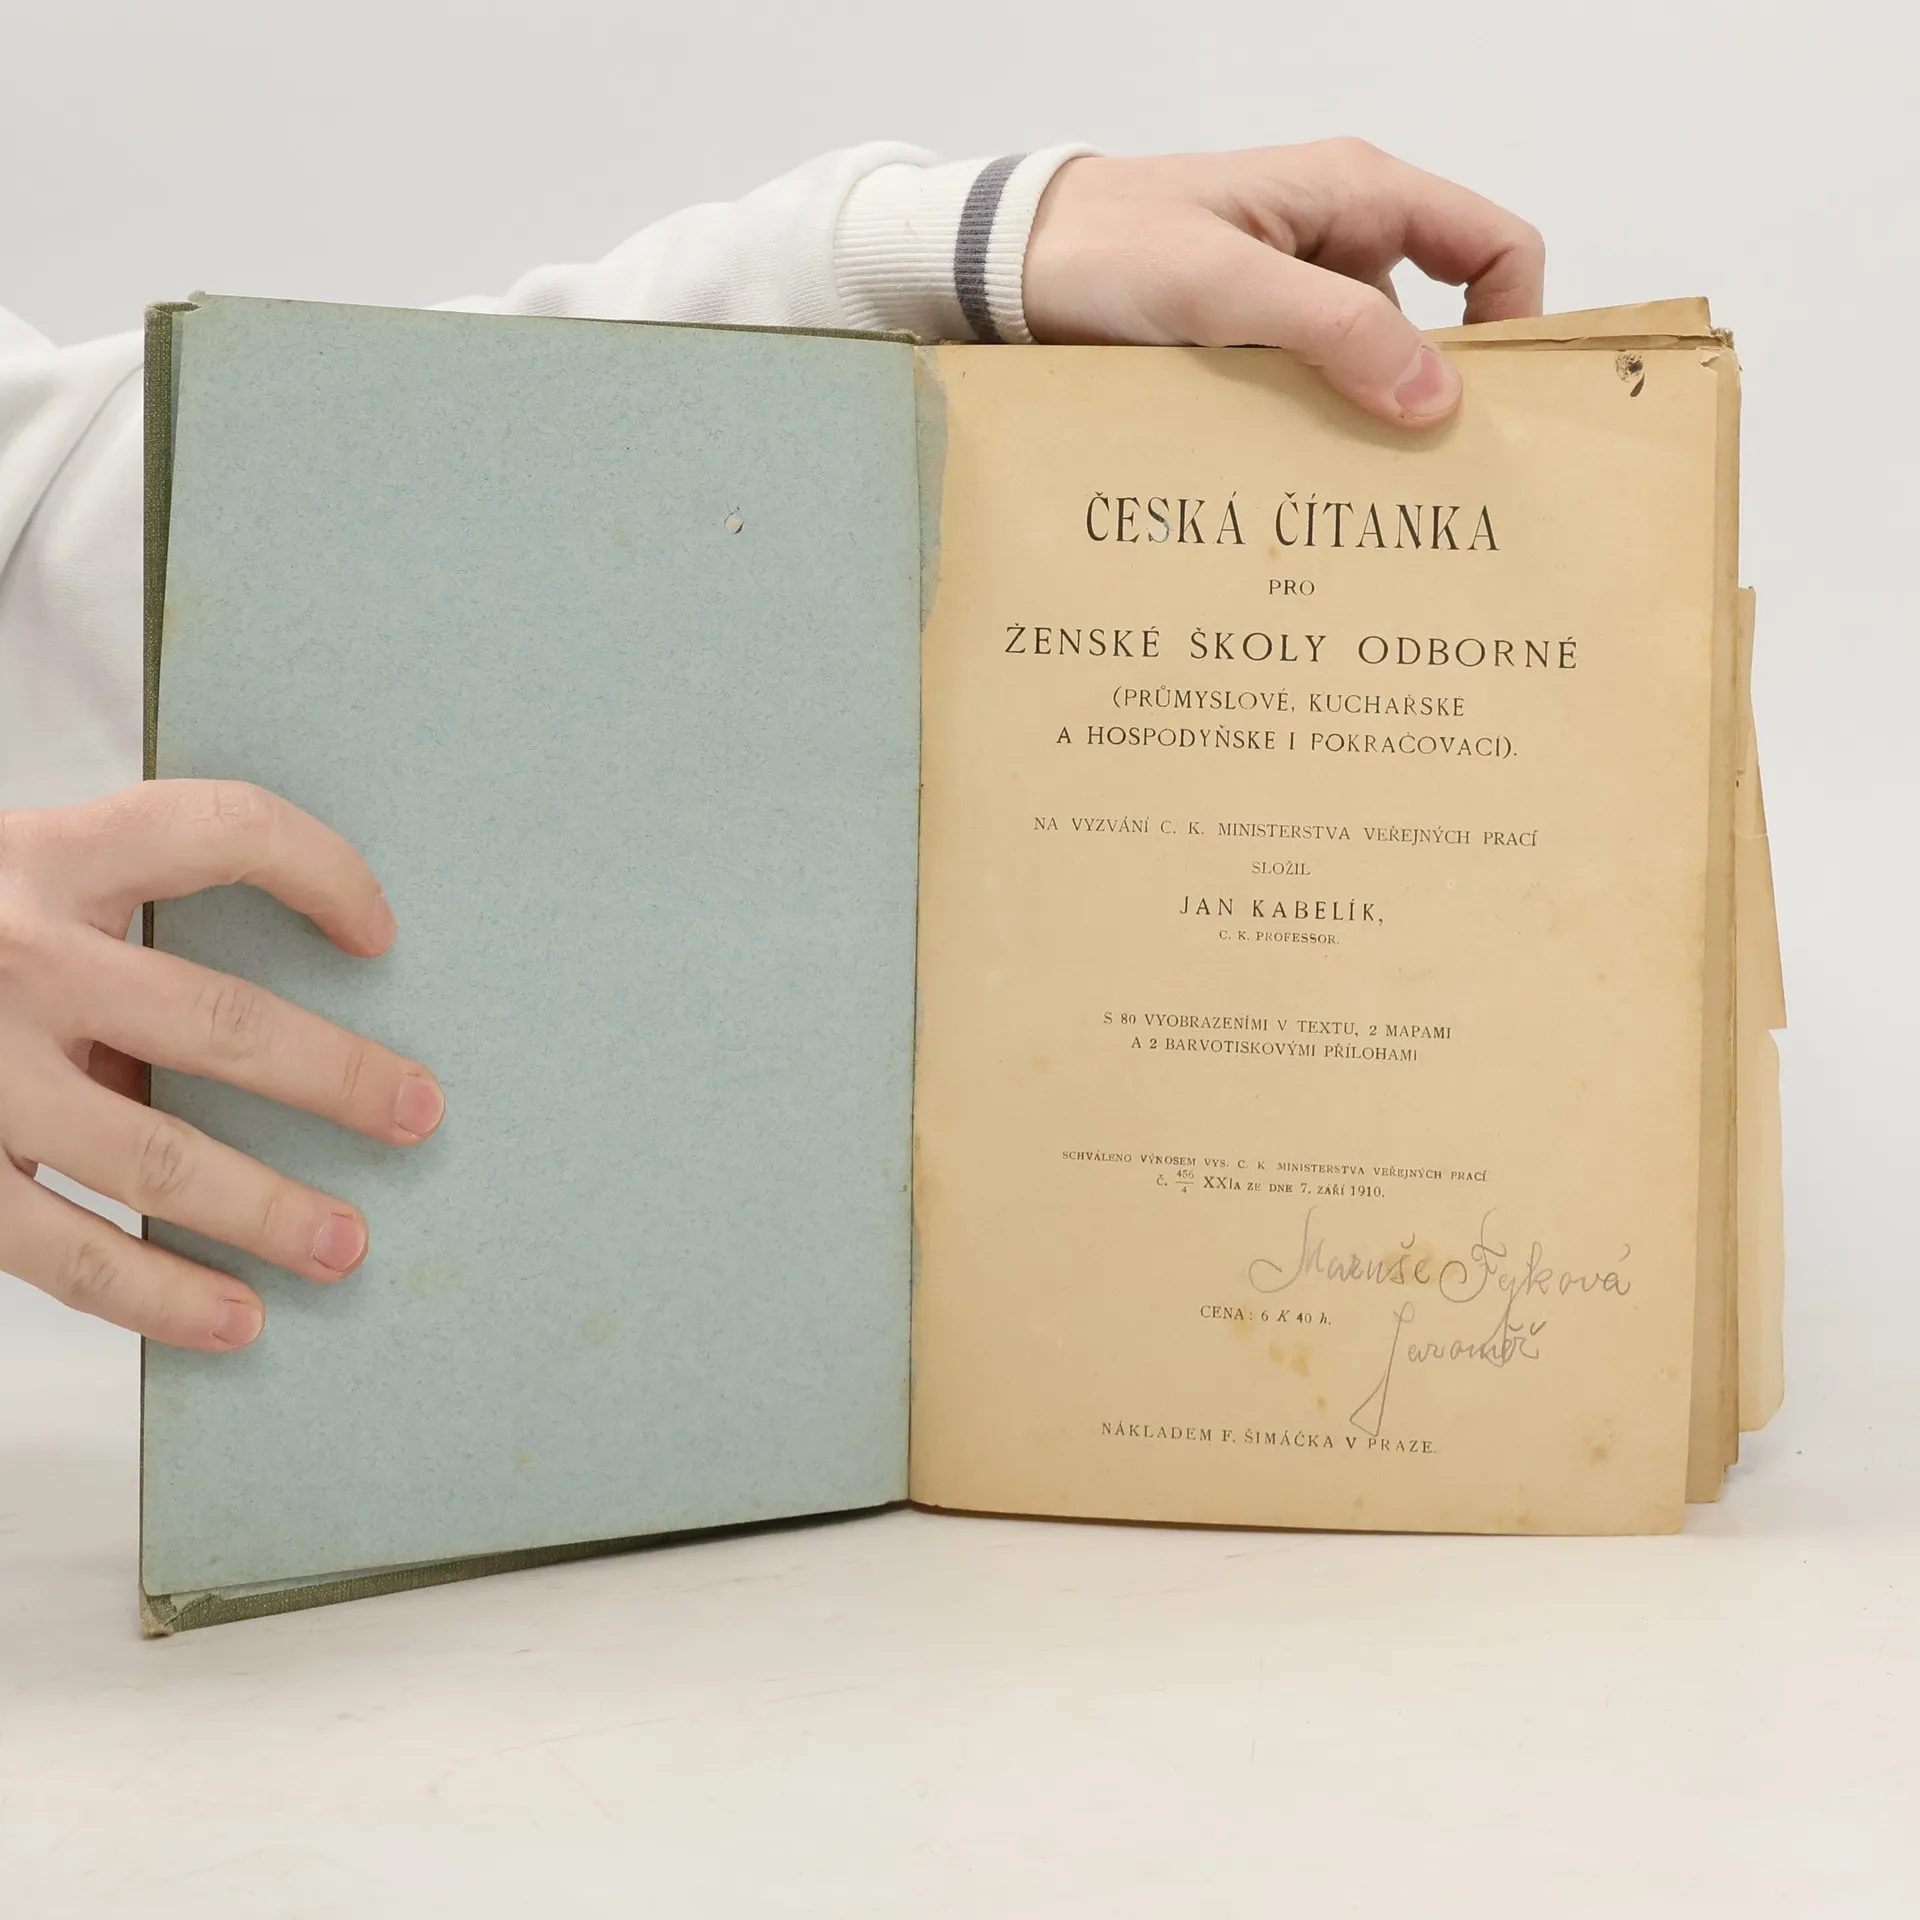 ČESKÁ ČÍTANKA
PRO
ŽENSKÉ ŠKOLY ODBORNÉ
(PRŮMYSLOVÉ, KUCHAŘSKÉ
A HOSPODYŇSKE I POKRAČOVACÍ).
NA VYZVÁNÍ C. K. MINISTERSTVA VEŘEJNÝCH PRACÍ
SLOŽIL
JAN KABELÍK,
C. K. PROFESSOR.
S 80 VYOBRAZENÍMI V TEXTU, 2 MAPAMI
A 2 BARVOTISKOVÝMI PŘÍLOHAMI
SCHVÁLENO VÝNOSEM VYS. C. K MINISTERSTVA VEŘEJNÝCH PRACÍ
Č. 456/4 XXIA ZE DNE 7. ZÁŘÍ 1910.
Maruše Fyková
CENA: 6 K 40 h.
Jaroměř
NÁKLADEM F. ŠIMÁČKA V PRAZE.